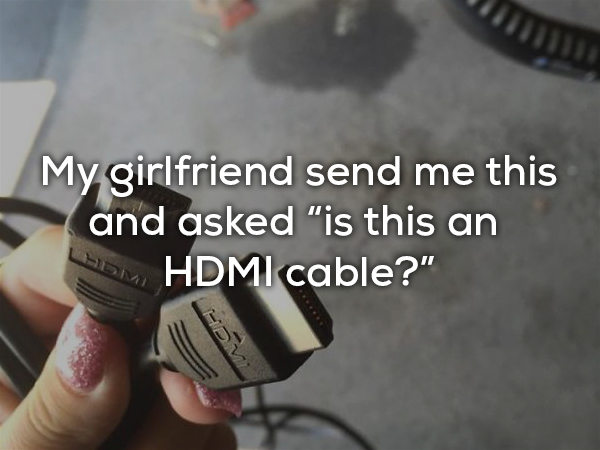 My girlfriend send me this
and asked “is this an
HDMI cable?”
HDMI
HDMI